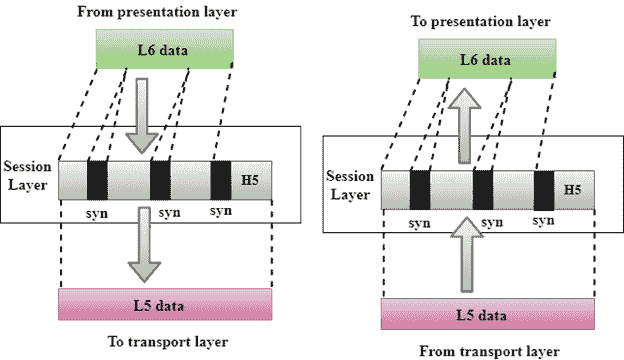 From presentation layer
L6 data
Session
Layer
H5
syn
syn
syn
L5 data
To transport layer
To presentation layer
L6 data
Session
Layer
H5
syn
syn
syn
L5 data
From transport layer